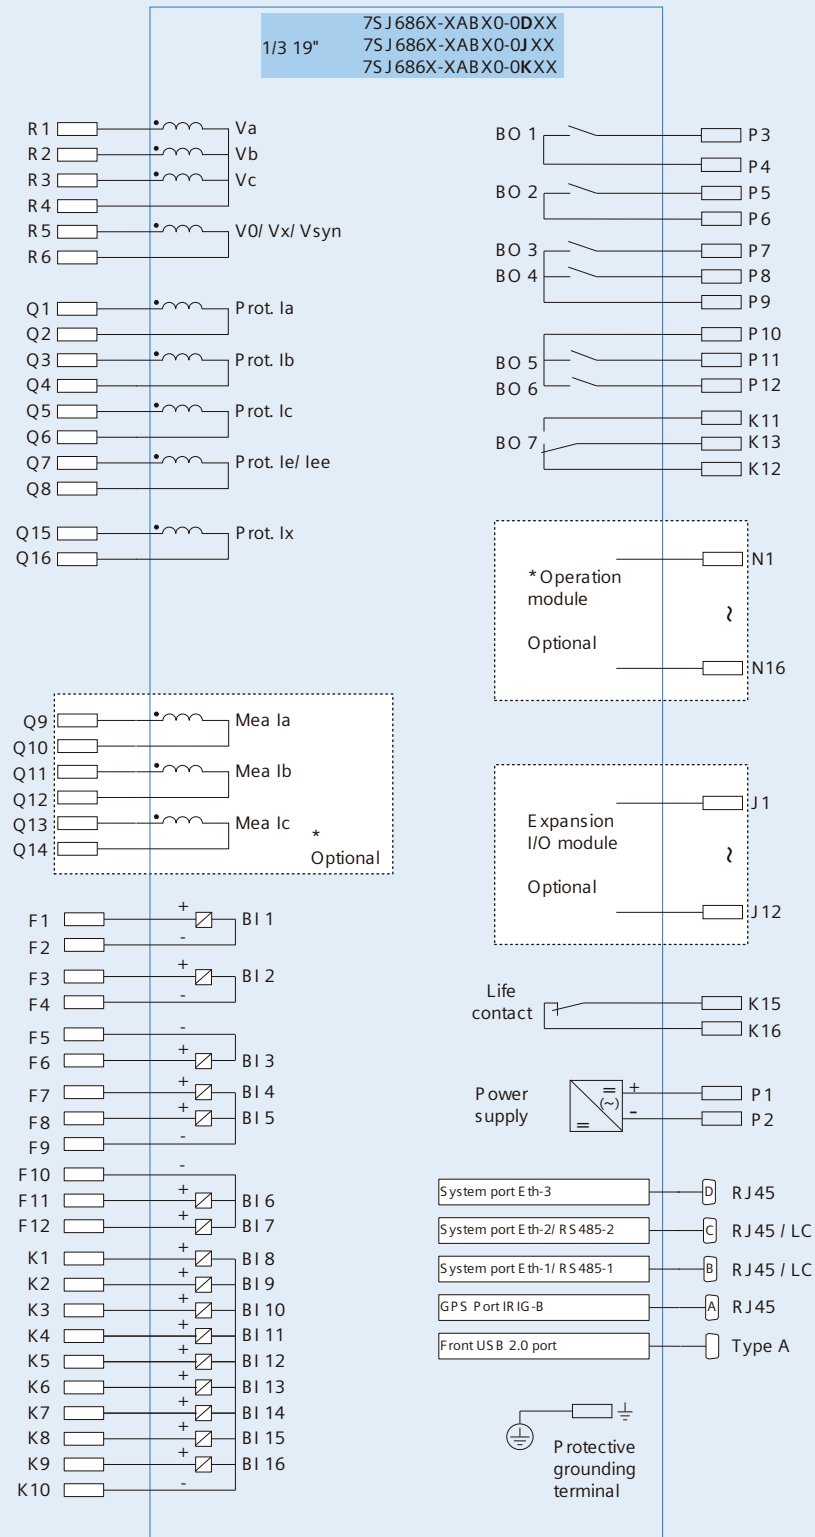 1/3 19"
7SJ686X-XABX0-0DXX
7SJ686X-XABX0-0JXX
7SJ686X-XABX0-0KXX
R1 Va
R2 Vb
R3 Vc
R4
R5 V0/ Vx/ Vsyn
R6
Q1 Prot. Ia
Q2
Q3 Prot. Ib
Q4
Q5 Prot. Ic
Q6
Q7 Prot. Ie/ Iee
Q8
Q15 Prot. Ix
Q16
Q9 Mea Ia
Q10
Q11 Mea Ib
Q12
Q13 Mea Ic
Q14
*
Optional
F1 + BI 1
F2 -
F3 + BI 2
F4 -
F5 -
F6 + BI 3
F7 + BI 4
F8 + BI 5
F9 -
F10 -
F11 + BI 6
F12 + BI 7
K1 + BI 8
K2 + BI 9
K3 + BI 10
K4 + BI 11
K5 + BI 12
K6 + BI 13
K7 + BI 14
K8 + BI 15
K9 + BI 16
K10 -
BO 1 P3
P4
BO 2 P5
P6
BO 3 P7
BO 4 P8
P9
P10
BO 5 P11
BO 6 P12
K11
BO 7 K13
K12
N1
* Operation
module
~
Optional
N16
J1
Expansion
I/O module
~
Optional
J12
Life
contact
K15
K16
Power
supply
= (~) =
+ P1
- P2
System port Eth-3 D RJ45
System port Eth-2/ RS485-2 C RJ45 / LC
System port Eth-1/ RS485-1 B RJ45 / LC
GPS Port IRIG-B A RJ45
Front USB 2.0 port Type A
Protective
grounding
terminal